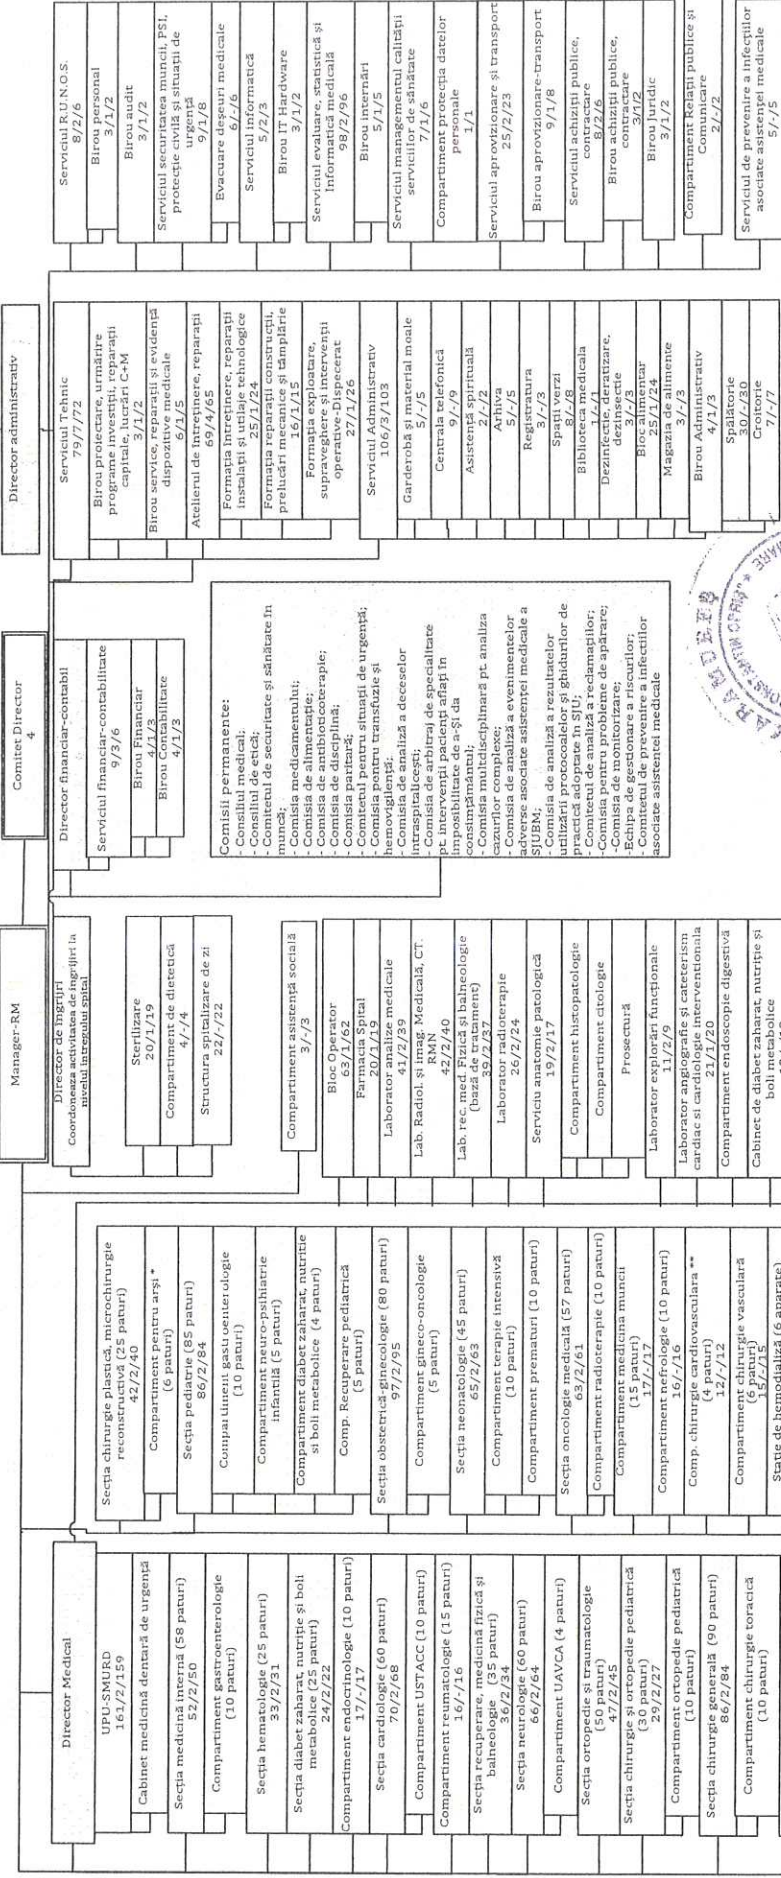 Manager-RM
Comitet Director
4
Director administrativ
Director Medical
UPU-SMURD
161/2/159
Cabinet medicină dentară de urgență
Secția medicină internă (58 paturi)
52/2/50
Compartiment gastroenterologie
(10 paturi)
Secția hematologie (25 paturi)
33/2/31
Secția diabet zaharat, nutriție și boli
metabolice (25 paturi)
24/2/22
Compartiment endocrinologie (10 paturi)
17/-/17
Secția cardiologie (60 paturi)
70/2/68
Compartiment USTACC (10 paturi)
Compartiment reumatologie (15 paturi)
16/-/16
Secția recuperare, medicină fizică și
balneologie (35 paturi)
36/2/34
Secția neurologie (60 paturi)
66/2/64
Compartiment UAVCA (4 paturi)
Secția ortopedie și traumatologie
(50 paturi)
47/2/45
Secția chirurgie și ortopedie pediatrică
(30 paturi)
29/2/27
Compartiment ortopedie pediatrică
(10 paturi)
Secția chirurgie generală (90 paturi)
86/2/84
Compartiment chirurgie toracică
(10 paturi)
Secția chirurgie plastică, microchirurgie
reconstructivă (25 paturi)
42/2/40
Compartiment pentru arși *
(6 paturi)
Secția pediatrie (85 paturi)
86/2/84
Compartiment gastroenterologie
(10 paturi)
Compartiment neuro-psihiatrie
infantilă (5 paturi)
Compartiment diabet zaharat, nutritie
si boli metabolice (4 paturi)
Comp. Recuperare pediatrică
(5 paturi)
Secția obstetrică-ginecologie (80 paturi)
97/2/95
Compartiment gineco-oncologie
(5 paturi)
Secția neonatologie (45 paturi)
65/2/63
Compartiment terapie intensivă
(10 paturi)
Compartiment prematuri (10 paturi)
Secția oncologie medicală (57 paturi)
63/2/61
Compartiment radioterapie (10 paturi)
Compartiment medicina muncii
(15 paturi)
17/-/17
Compartiment nefrologie (10 paturi)
16/-/16
Comp. chirurgie cardiovasculara **
(4 paturi)
12/-/12
Compartiment chirurgie vasculară
(6 paturi)
15/-/15
Stație de hemodializă (6 aparate)
Director de îngrijiri
Coordoneaza activitatea de îngrijiri la
nivelul întregului spital
Sterilizare
20/1/19
Compartiment de dietetică
4/-/4
Structura spitalizare de zi
22/-/22
Compartiment asistență socială
3/-/3
Bloc Operator
63/1/62
Farmacia Spital
20/1/19
Laborator analize medicale
41/2/39
Lab. Radiol. și Imag. Medicală, CT.
RMN
42/2/40
Lab. rec. med. Fizică și balneologie
(bază de tratament)
39/2/37
Laborator radioterapie
26/2/24
Serviciu anatomie patologică
19/2/17
Compartiment histopatologie
Compartiment citologie
Prosectură
Laborator explorări funcționale
11/2/9
Laborator angiografie și cateterism
cardiac si cardiologie interventionala
21/1/20
Compartiment endoscopie digestivă
Cabinet de diabet zaharat, nutriție și
boli metabolice
Director financiar-contabil
Serviciul financiar-contabilitate
9/3/6
Birou Financiar
4/1/3
Birou Contabilitate
4/1/3
Comisii permanente:
- Consiliul medical;
- Consiliul de etică;
- Comitetul de securitate și sănătate în
muncă;
- Comisia medicamentului;
- Comisia de alimentație;
- Comisia de antibioticoterapie;
- Comisia de disciplină;
- Comisia paritară;
- Comitetul pentru situații de urgență;
- Comisia pontru transfuzie și
hemovigilență;
- Comisia de analiză a deceselor
intraspitalicești;
- Comisia de arbitraj de specialitate
pt. intervenții pacienți aflați în
imposibilitate de a-și da
consimțământul;
- Comisia multdisciplinară pt. analiza
cazurilor complexe;
- Comisia de analiză a evenimentelor
adverse asociate asistenței medicale a
SJUBM;
- Comisia de analiză a rezultatelor
utilizării protocoalelor și ghidurilor de
practică adoptate în SJU;
- Comitetul de analiză a reclamațiilor;
-Comisia pentru probleme de apărare;
-Comisia de monitorizare;
-Echipa de gestionare a riscurilor;
- Comitetul de prevenire a infectiilor
asociate asistentei medicale
Serviciul Tehnic
79/7/72
Birou proiectare, urmărire
programe investiții, reparații
capitale, lucrări C+M
3/1/2
Birou service, reparații și evidență
dispozitive medicale
6/1/5
Atelierul de întreținere, reparații
69/4/65
Formația întreținere, reparații
instalații și utilaje tehnologice
25/1/24
Formația reparații construcții,
prelucări mecanice și tâmplărie
16/1/15
Formația exploatare,
supraveghere și intervenții
operative-Dispecerat
27/1/26
Serviciul Administrativ
106/3/103
Garderobă și material moale
5/-/5
Centrala telefonică
9/-/9
Asistență spirituală
2/-/2
Arhiva
5/-/5
Registratura
3/-/3
Spații verzi
8/-/8
Biblioteca medicala
1/-/1
Dezinfectie, deratizare,
dezinsectie
3/-/3
Bloc alimentar
25/1/24
Magazia de alimente
3/-/3
Birou Administrativ
4/1/3
Spălătorie
30/-/30
Croitorie
7/-/7
Serviciul R.U.N.O.S.
8/2/6
Birou personal
3/1/2
Birou audit
3/1/2
Serviciul securitatea muncii, PSI,
protecție civilă și situații de
urgență
9/1/8
Evacuare deșeuri medicale
6/-/6
Serviciul informatică
5/2/3
Birou IT Hardware
3/1/2
Serviciul evaluare, statistică și
Informatică medicală
98/2/96
Birou internări
5/1/5
Serviciul managementul calității
serviciilor de sănătate
7/1/6
Compartiment protecția datelor
personale
1/1
Serviciul aprovizionare și transport
25/2/23
Birou aprovizionare-transport
9/1/8
Serviciul achiziții publice,
contractare
8/2/6
Birou achiziții publice,
contractare
3/1/2
Birou Juridic
3/1/2
Compartiment Relații publice și
Comunicare
2/-/2
Serviciul de prevenire a infecțiilor
asociate asistenței medicale
5/-/5